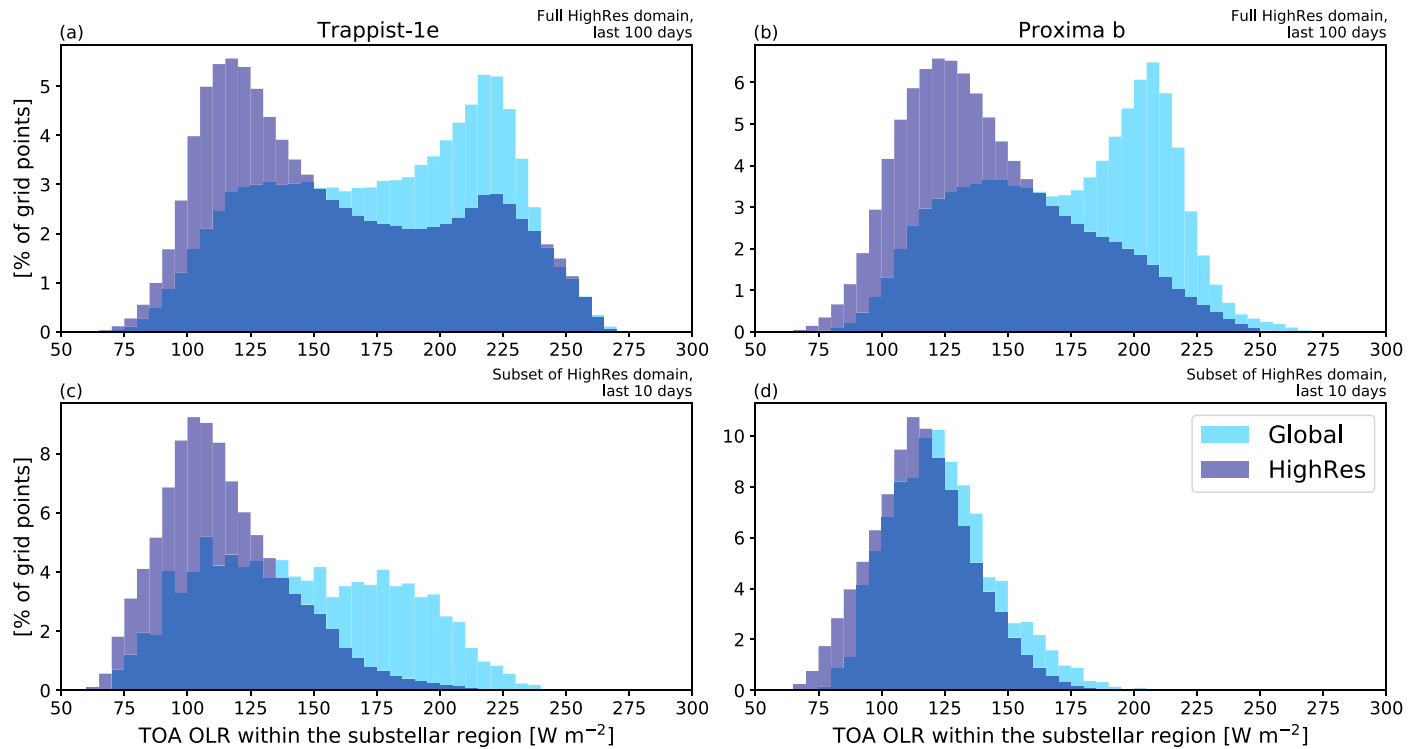 (a)
Trappist-1e
Full HighRes domain,
last 100 days
[% of grid points]
5
4
3
2
1
0
50 75 100 125 150 175 200 225 250 275 300
(b)
Proxima b
Full HighRes domain,
last 100 days
6
5
4
3
2
1
0
50 75 100 125 150 175 200 225 250 275 300
(c)
Subset of HighRes domain,
last 10 days
[% of grid points]
8
6
4
2
0
50 75 100 125 150 175 200 225 250 275 300
TOA OLR within the substellar region [W m⁻²]
(d)
Subset of HighRes domain,
last 10 days
Global
HighRes
10
8
6
4
2
0
50 75 100 125 150 175 200 225 250 275 300
TOA OLR within the substellar region [W m⁻²]